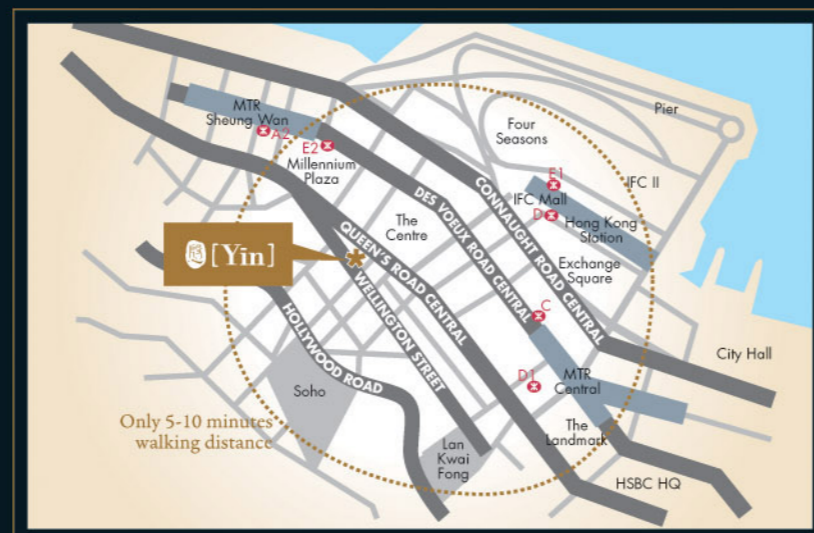 MTR
Sheung Wan
A2
E2
Millennium
Plaza
Four
Seasons
Pier
E1
IFC II
IFC Mall
D
Hong Kong
Station
The
Centre
DES VOEUX ROAD CENTRAL
CONNAUGHT ROAD CENTRAL
[Yīn]
QUEEN'S ROAD CENTRAL
WELLINGTON STREET
HOLLYWOOD ROAD
Exchange
Square
C
City Hall
MTR
Central
D1
Soho
Only 5-10 minutes
walking distance
The
Landmark
Lan
Kwai
Fong
HSBC HQ